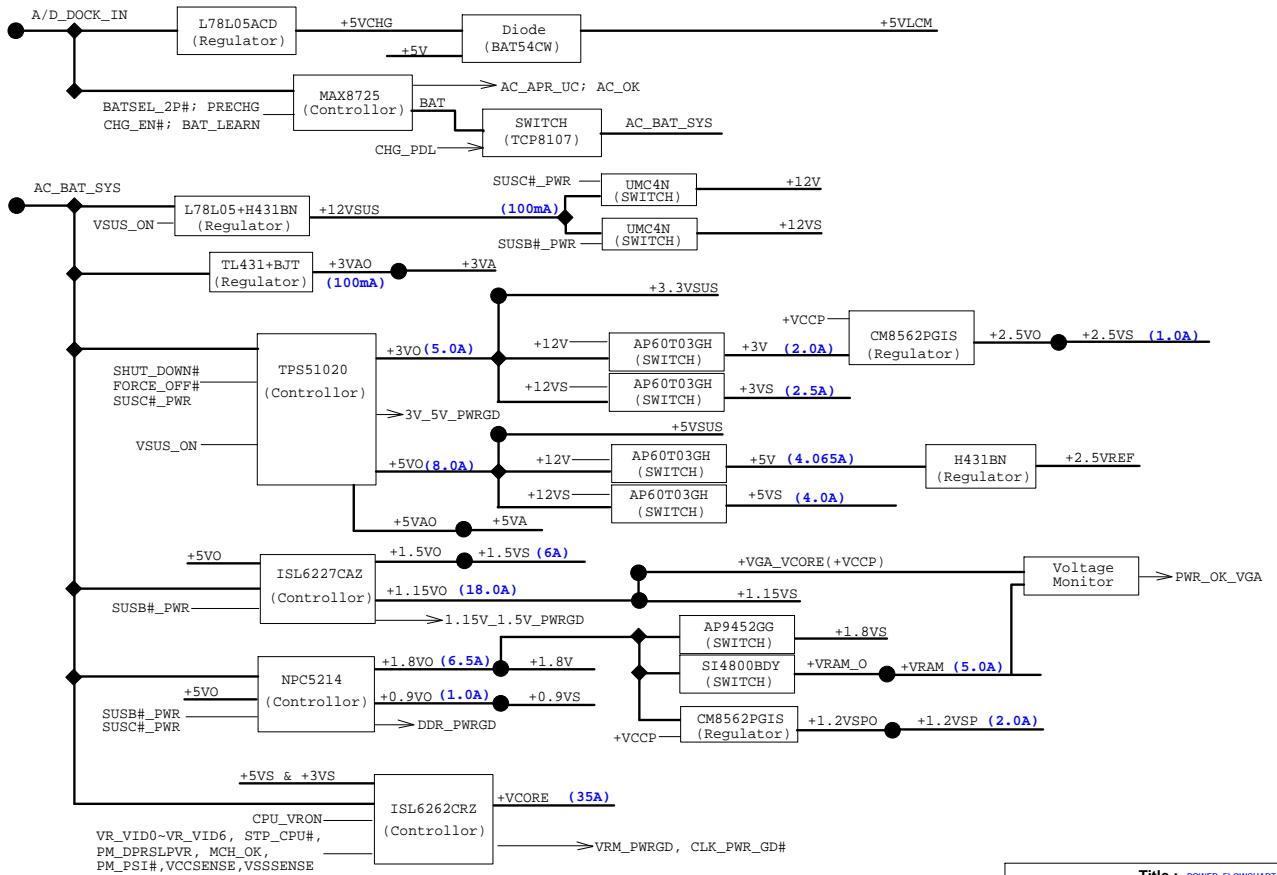 A/D_DOCK_IN
L78L05ACD
(Regulator)
+5VCHG
+5V
Diode
(BAT54CW)
+5VLCM
BATSEL_2P#; PRECHG
CHG_EN#; BAT_LEARN
MAX8725
(Controllor)
AC_APR_UC; AC_OK
BAT
CHG_PDL
SWITCH
(TCP8107)
AC_BAT_SYS
AC_BAT_SYS
VSUS_ON
L78L05+H431BN
(Regulator)
+12VSUS
(100mA)
SUSC#_PWR
UMC4N
(SWITCH)
+12V
SUSB#_PWR
UMC4N
(SWITCH)
+12VS
TL431+BJT
(Regulator)
+3VAO
(100mA)
+3VA
SHUT_DOWN#
FORCE_OFF#
SUSC#_PWR
VSUS_ON
TPS51020
(Controllor)
+3VO (5.0A)
+3.3VSUS
+12V
AP60T03GH
(SWITCH)
+3V (2.0A)
+VCCP
CM8562PGIS
(Regulator)
+2.5VO
+2.5VS (1.0A)
+12VS
AP60T03GH
(SWITCH)
+3VS (2.5A)
3V_5V_PWRGD
+5VO (8.0A)
+5VSUS
+12V
AP60T03GH
(SWITCH)
+5V (4.065A)
H431BN
(Regulator)
+2.5VREF
+12VS
AP60T03GH
(SWITCH)
+5VS (4.0A)
+5VAO
+5VA
+5VO
SUSB#_PWR
ISL6227CAZ
(Controllor)
+1.5VO
+1.5VS (6A)
+1.15VO (18.0A)
1.15V_1.5V_PWRGD
+VGA_VCORE(+VCCP)
+1.15VS
Voltage
Monitor
PWR_OK_VGA
+5VO
SUSB#_PWR
SUSC#_PWR
NPC5214
(Controllor)
+1.8VO (6.5A)
+1.8V
+0.9VO (1.0A)
+0.9VS
DDR_PWRGD
AP9452GG
(SWITCH)
+1.8VS
SI4800BDY
(SWITCH)
+VRAM_O
+VRAM (5.0A)
+VCCP
CM8562PGIS
(Regulator)
+1.2VSPO
+1.2VSP (2.0A)
+5VS & +3VS
CPU_VRON
VR_VID0~VR_VID6, STP_CPU#,
PM_DPRSLPVR, MCH_OK,
PM_PSI#,VCCSENSE,VSSSENSE
ISL6262CRZ
(Controllor)
+VCORE (35A)
VRM_PWRGD, CLK_PWR_GD#
Title : POWER FLOWCHART